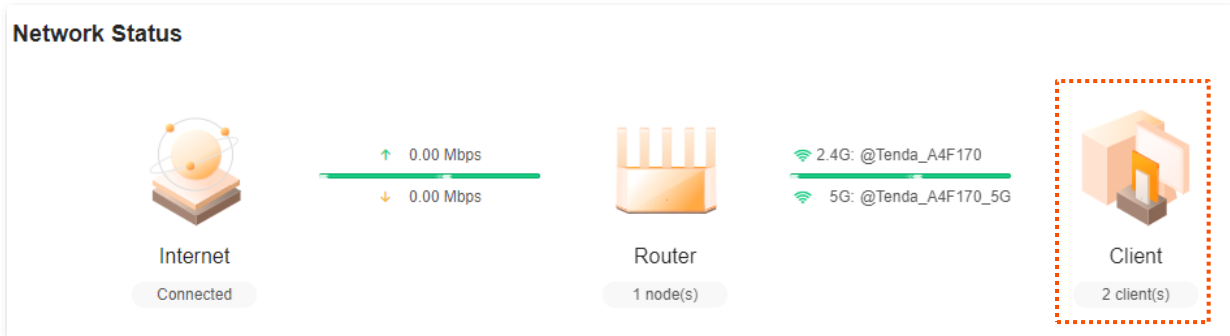 Network Status
0.00 Mbps
0.00 Mbps
2.4G: @Tenda_A4F170
5G: @Tenda_A4F170_5G
Internet
Router
Client
Connected
1 node(s)
2 client(s)